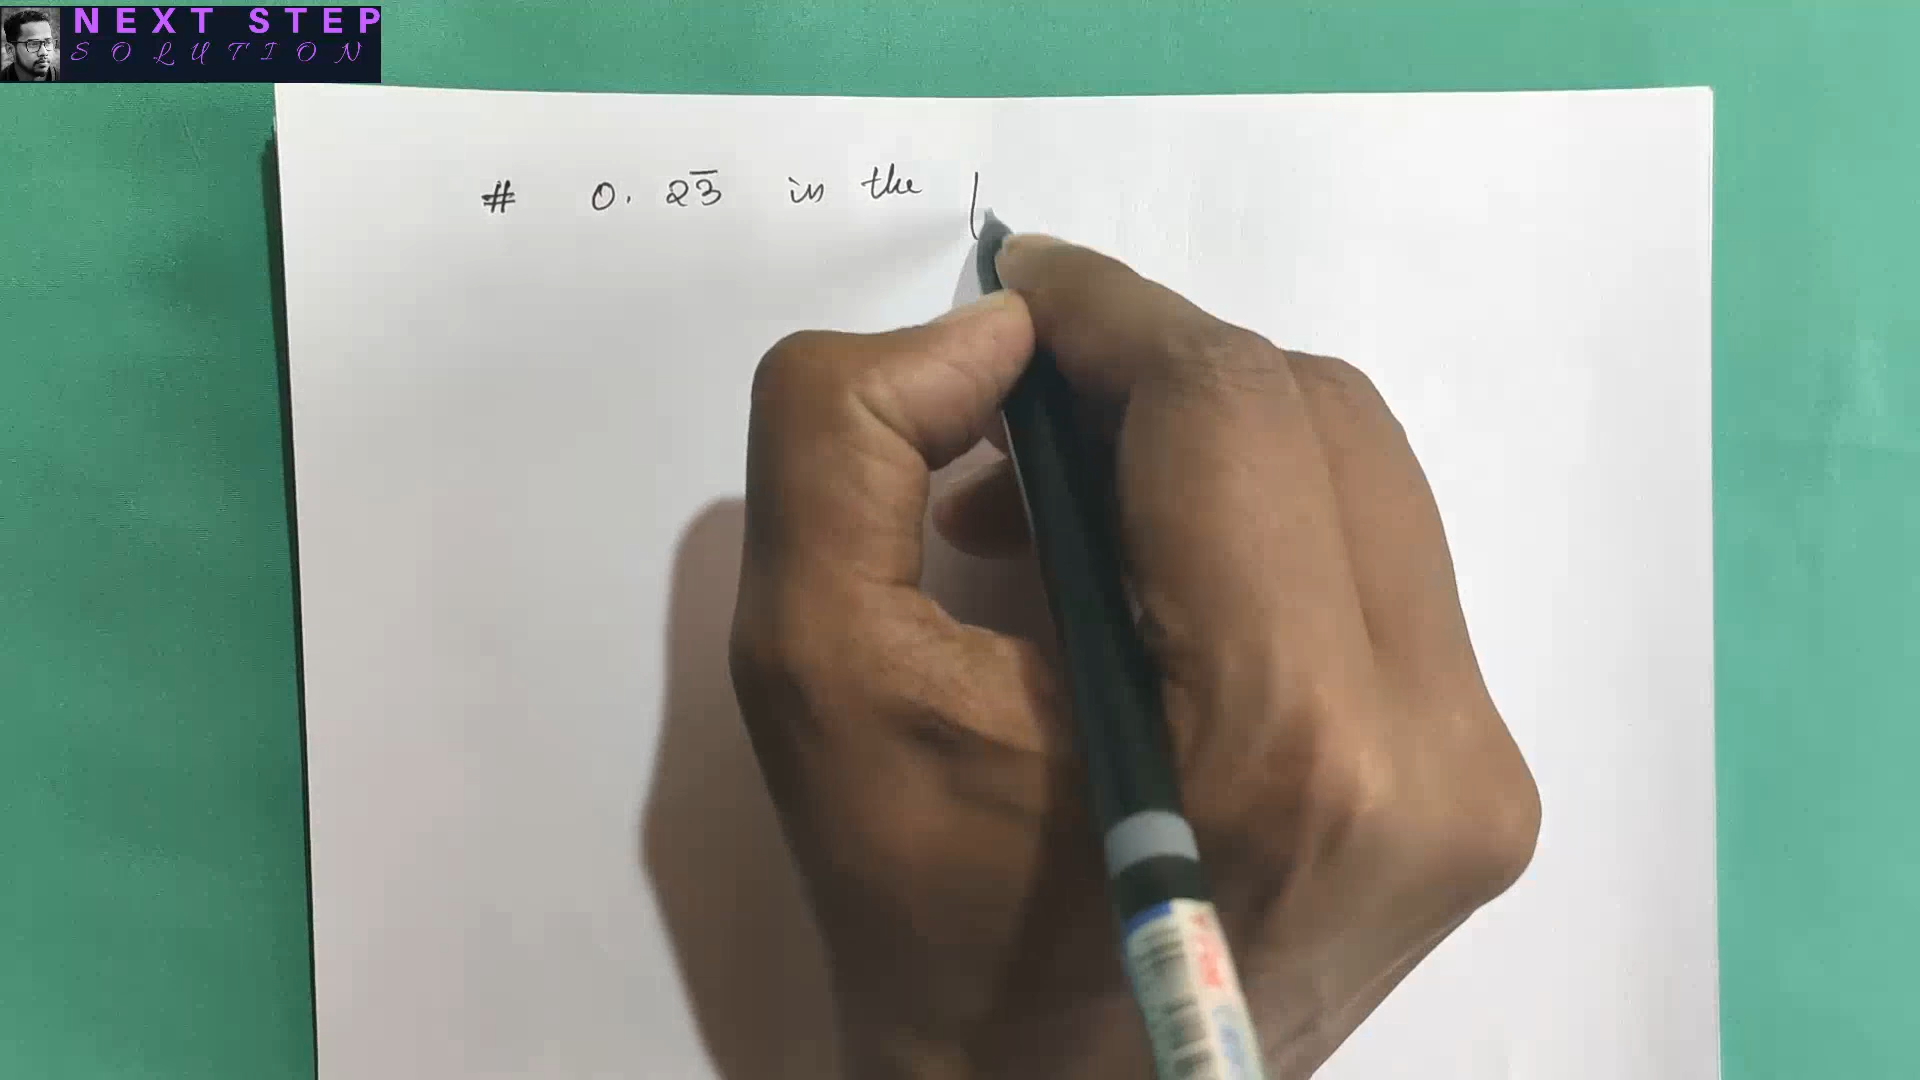 NEXT STEP
SOLUTION
# 0.23̅ in the